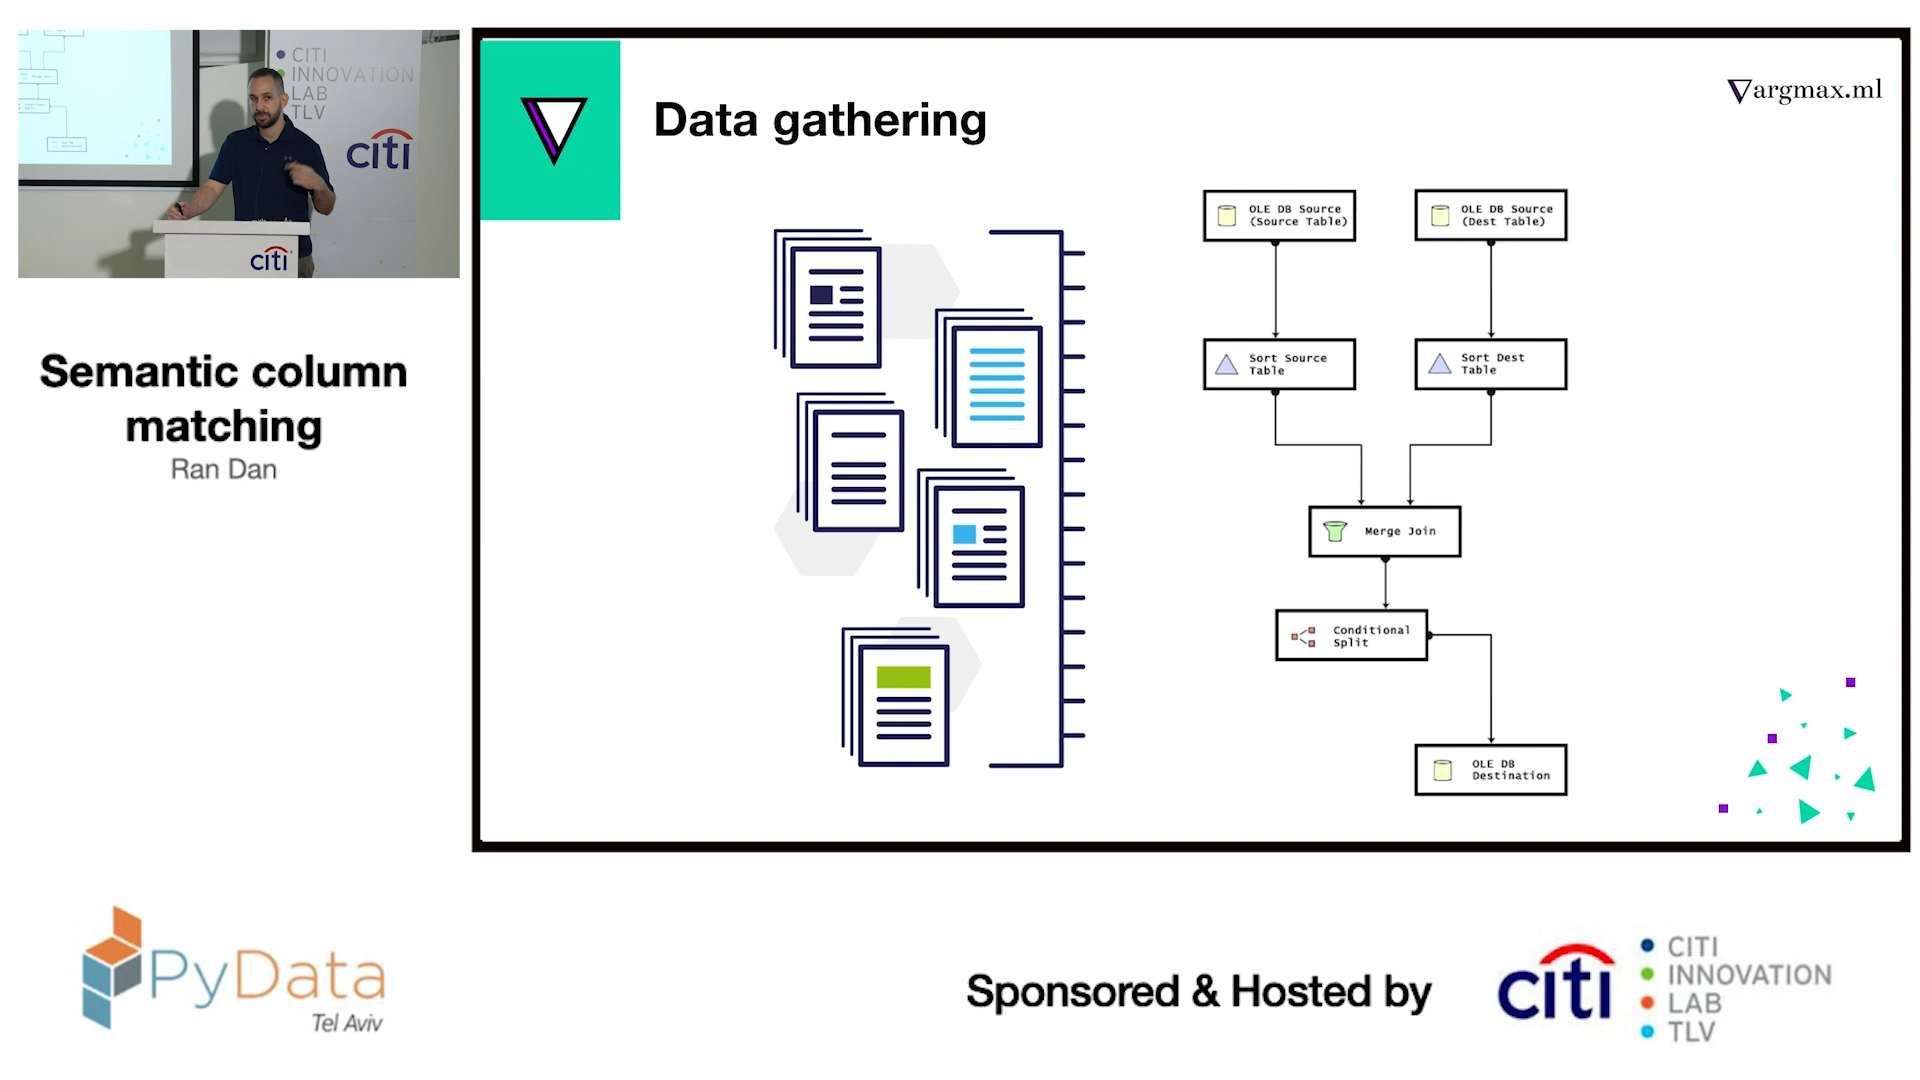 CITI
INNOVATION
LAB
TLV
citi
citi
Semantic column
matching
Ran Dan
Data gathering
argmax.ml
OLE DB Source
(Source Table)
OLE DB Source
(Dest Table)
Sort Source
Table
Sort Dest
Table
Merge Join
Conditional
Split
OLE DB
Destination
PyData
Tel Aviv
Sponsored & Hosted by
citi
CITI
INNOVATION
LAB
TLV